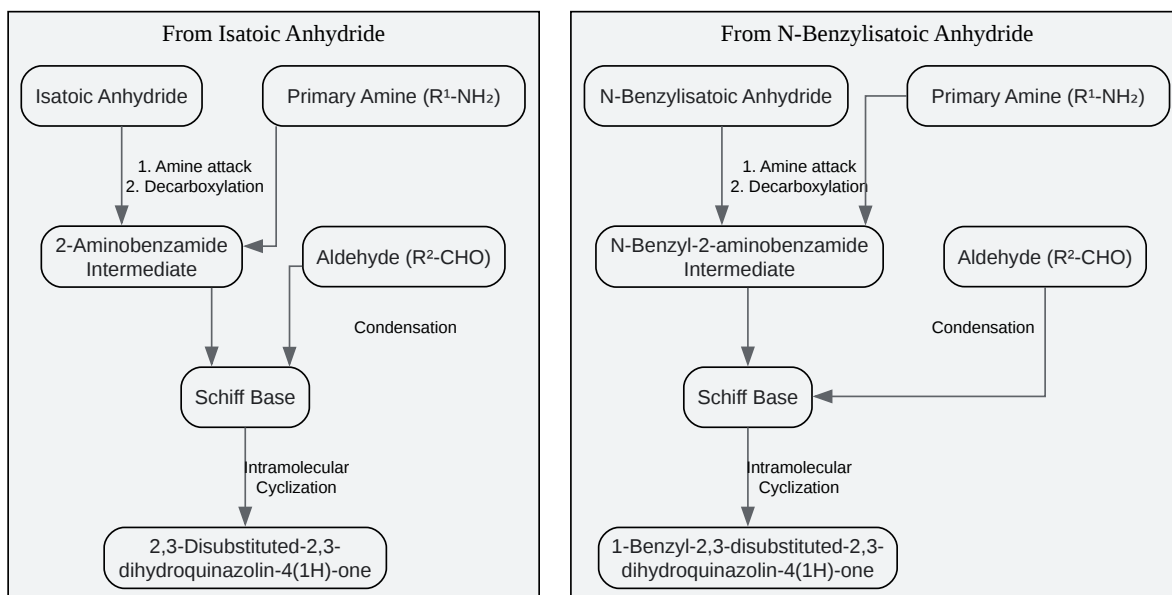 From Isatoic Anhydride
Isatoic Anhydride
Primary Amine (R¹-NH₂)
1. Amine attack
2. Decarboxylation
2-Aminobenzamide
Intermediate
Aldehyde (R²-CHO)
Condensation
Schiff Base
Intramolecular
Cyclization
2,3-Disubstituted-2,3-
dihydroquinazolin-4(1H)-one
From N-Benzylisatoic Anhydride
N-Benzylisatoic Anhydride
Primary Amine (R¹-NH₂)
1. Amine attack
2. Decarboxylation
N-Benzyl-2-aminobenzamide
Intermediate
Aldehyde (R²-CHO)
Condensation
Schiff Base
Intramolecular
Cyclization
1-Benzyl-2,3-disubstituted-2,3-
dihydroquinazolin-4(1H)-one